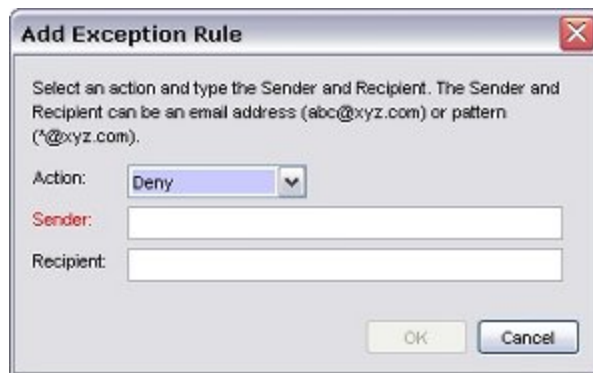 Add Exception Rule
Select an action and type the Sender and Recipient. The Sender and
Recipient can be an email address (abc@xyz.com) or pattern
(*@xyz.com).
Action: Deny
Sender:
Recipient:
OK Cancel